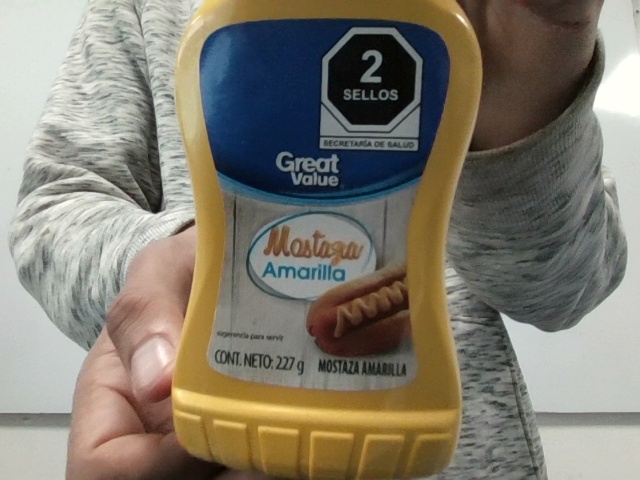 2
SELLOS
SECRETARÍA DE SALUD
Great
Value
Mostaza
Amarilla
sugerencia para servir
CONT. NETO: 227 g MOSTAZA AMARILLA